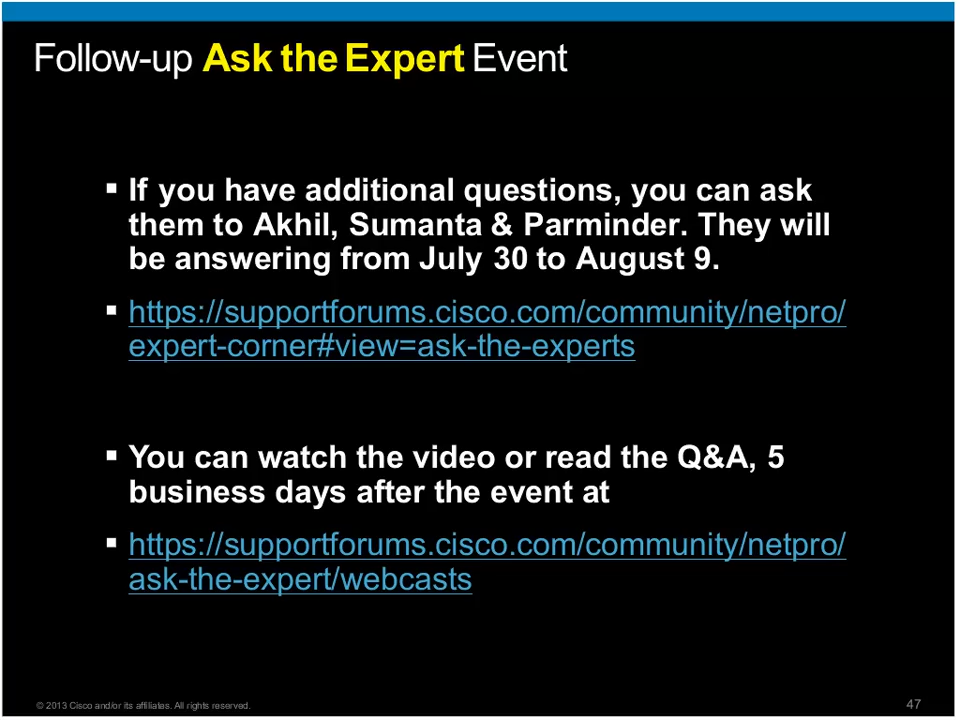 Follow-up Ask the Expert Event
▪ If you have additional questions, you can ask
them to Akhil, Sumanta & Parminder. They will
be answering from July 30 to August 9.
▪ https://supportforums.cisco.com/community/netpro/
expert-corner#view=ask-the-experts
▪ You can watch the video or read the Q&A, 5
business days after the event at
▪ https://supportforums.cisco.com/community/netpro/
ask-the-expert/webcasts
© 2013 Cisco and/or its affiliates. All rights reserved.
47